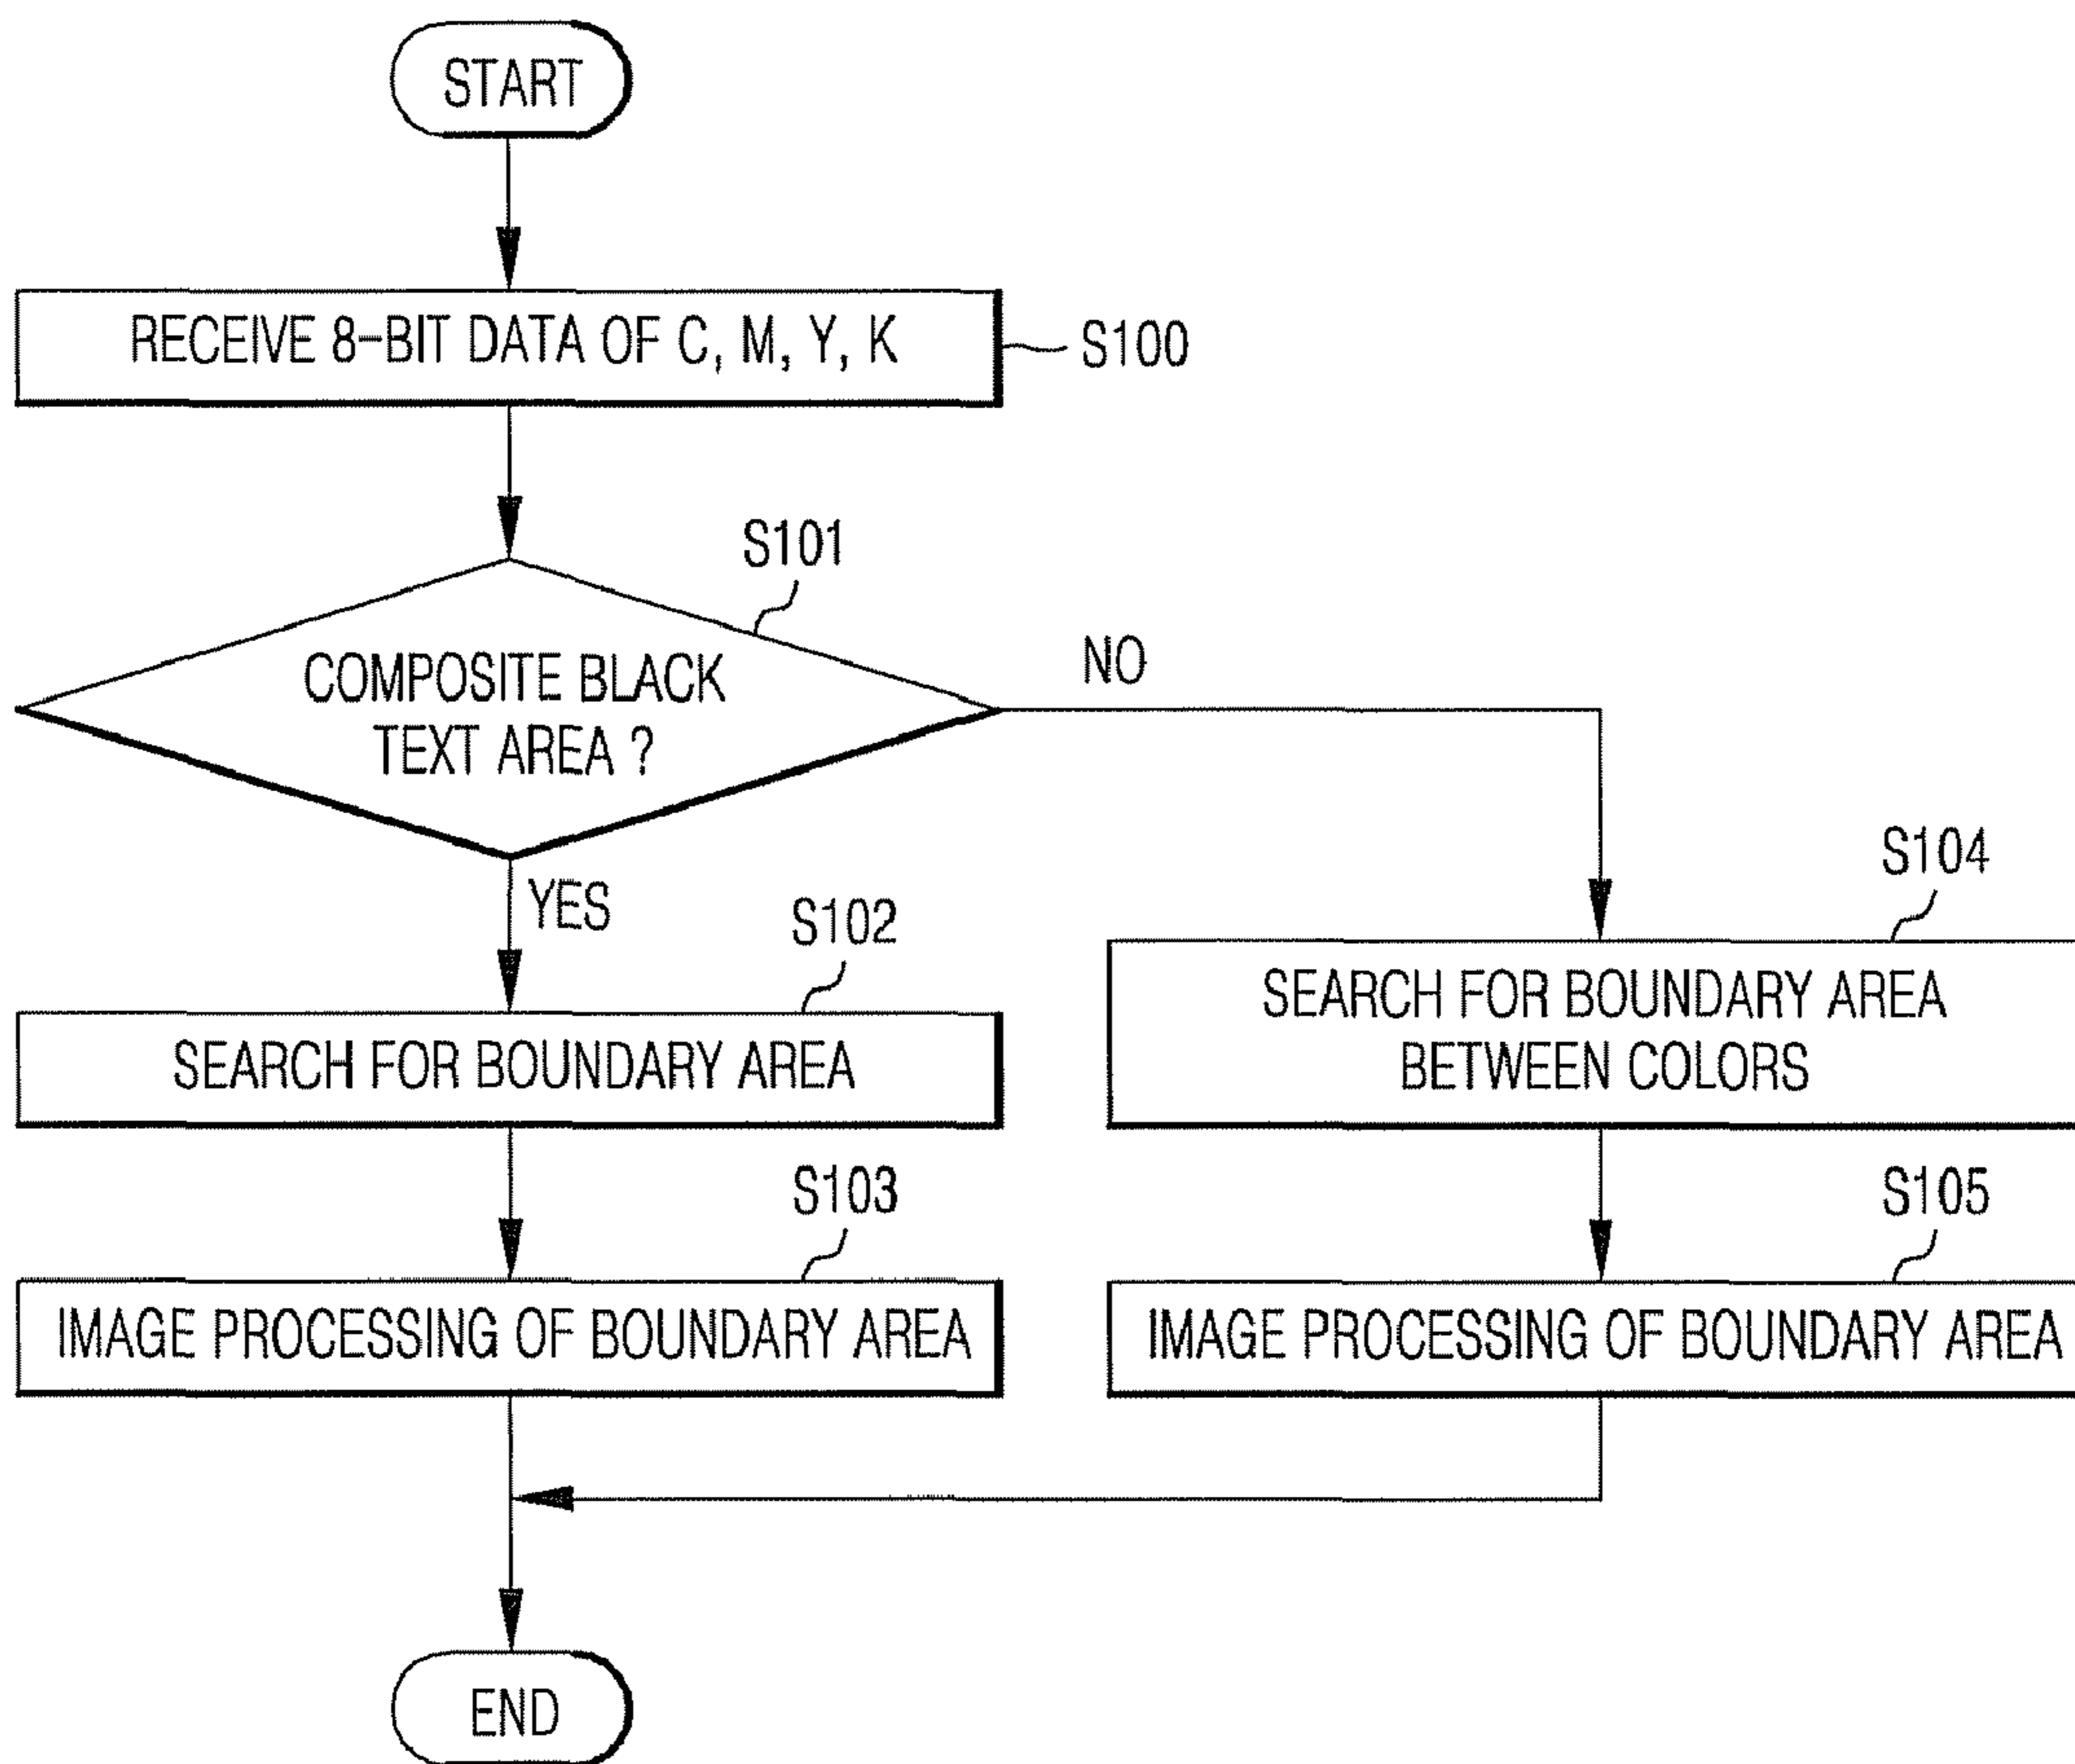 START
RECEIVE 8-BIT DATA OF C, M, Y, K
S100
S101
COMPOSITE BLACK
TEXT AREA ?
NO
YES
S102
SEARCH FOR BOUNDARY AREA
S104
SEARCH FOR BOUNDARY AREA
BETWEEN COLORS
S103
IMAGE PROCESSING OF BOUNDARY AREA
S105
IMAGE PROCESSING OF BOUNDARY AREA
END